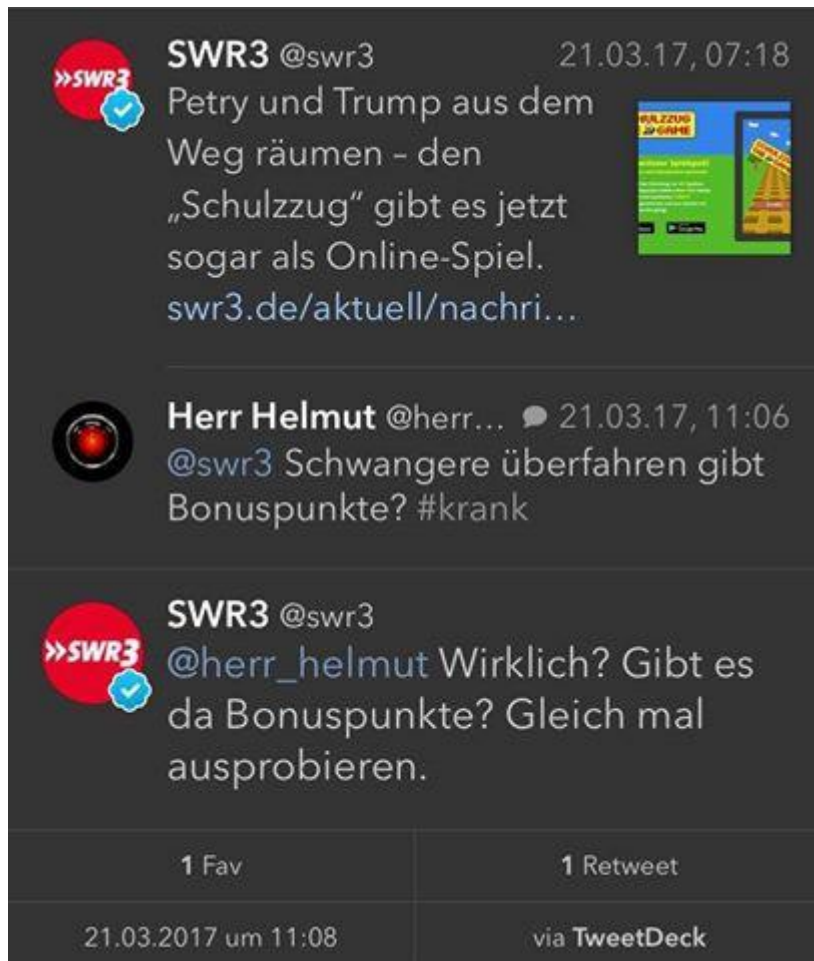 SWR3 @swr3 21.03.17, 07:18
»SWR3
Petry und Trump aus dem
Weg räumen – den
„Schulzzug“ gibt es jetzt
sogar als Online-Spiel.
swr3.de/aktuell/nachri...
Herr Helmut @herr... 21.03.17, 11:06
@swr3 Schwangere überfahren gibt
Bonuspunkte? #krank
SWR3 @swr3
»SWR3
@herr_helmut Wirklich? Gibt es
da Bonuspunkte? Gleich mal
ausprobieren.
1 Fav 1 Retweet
21.03.2017 um 11:08 via TweetDeck